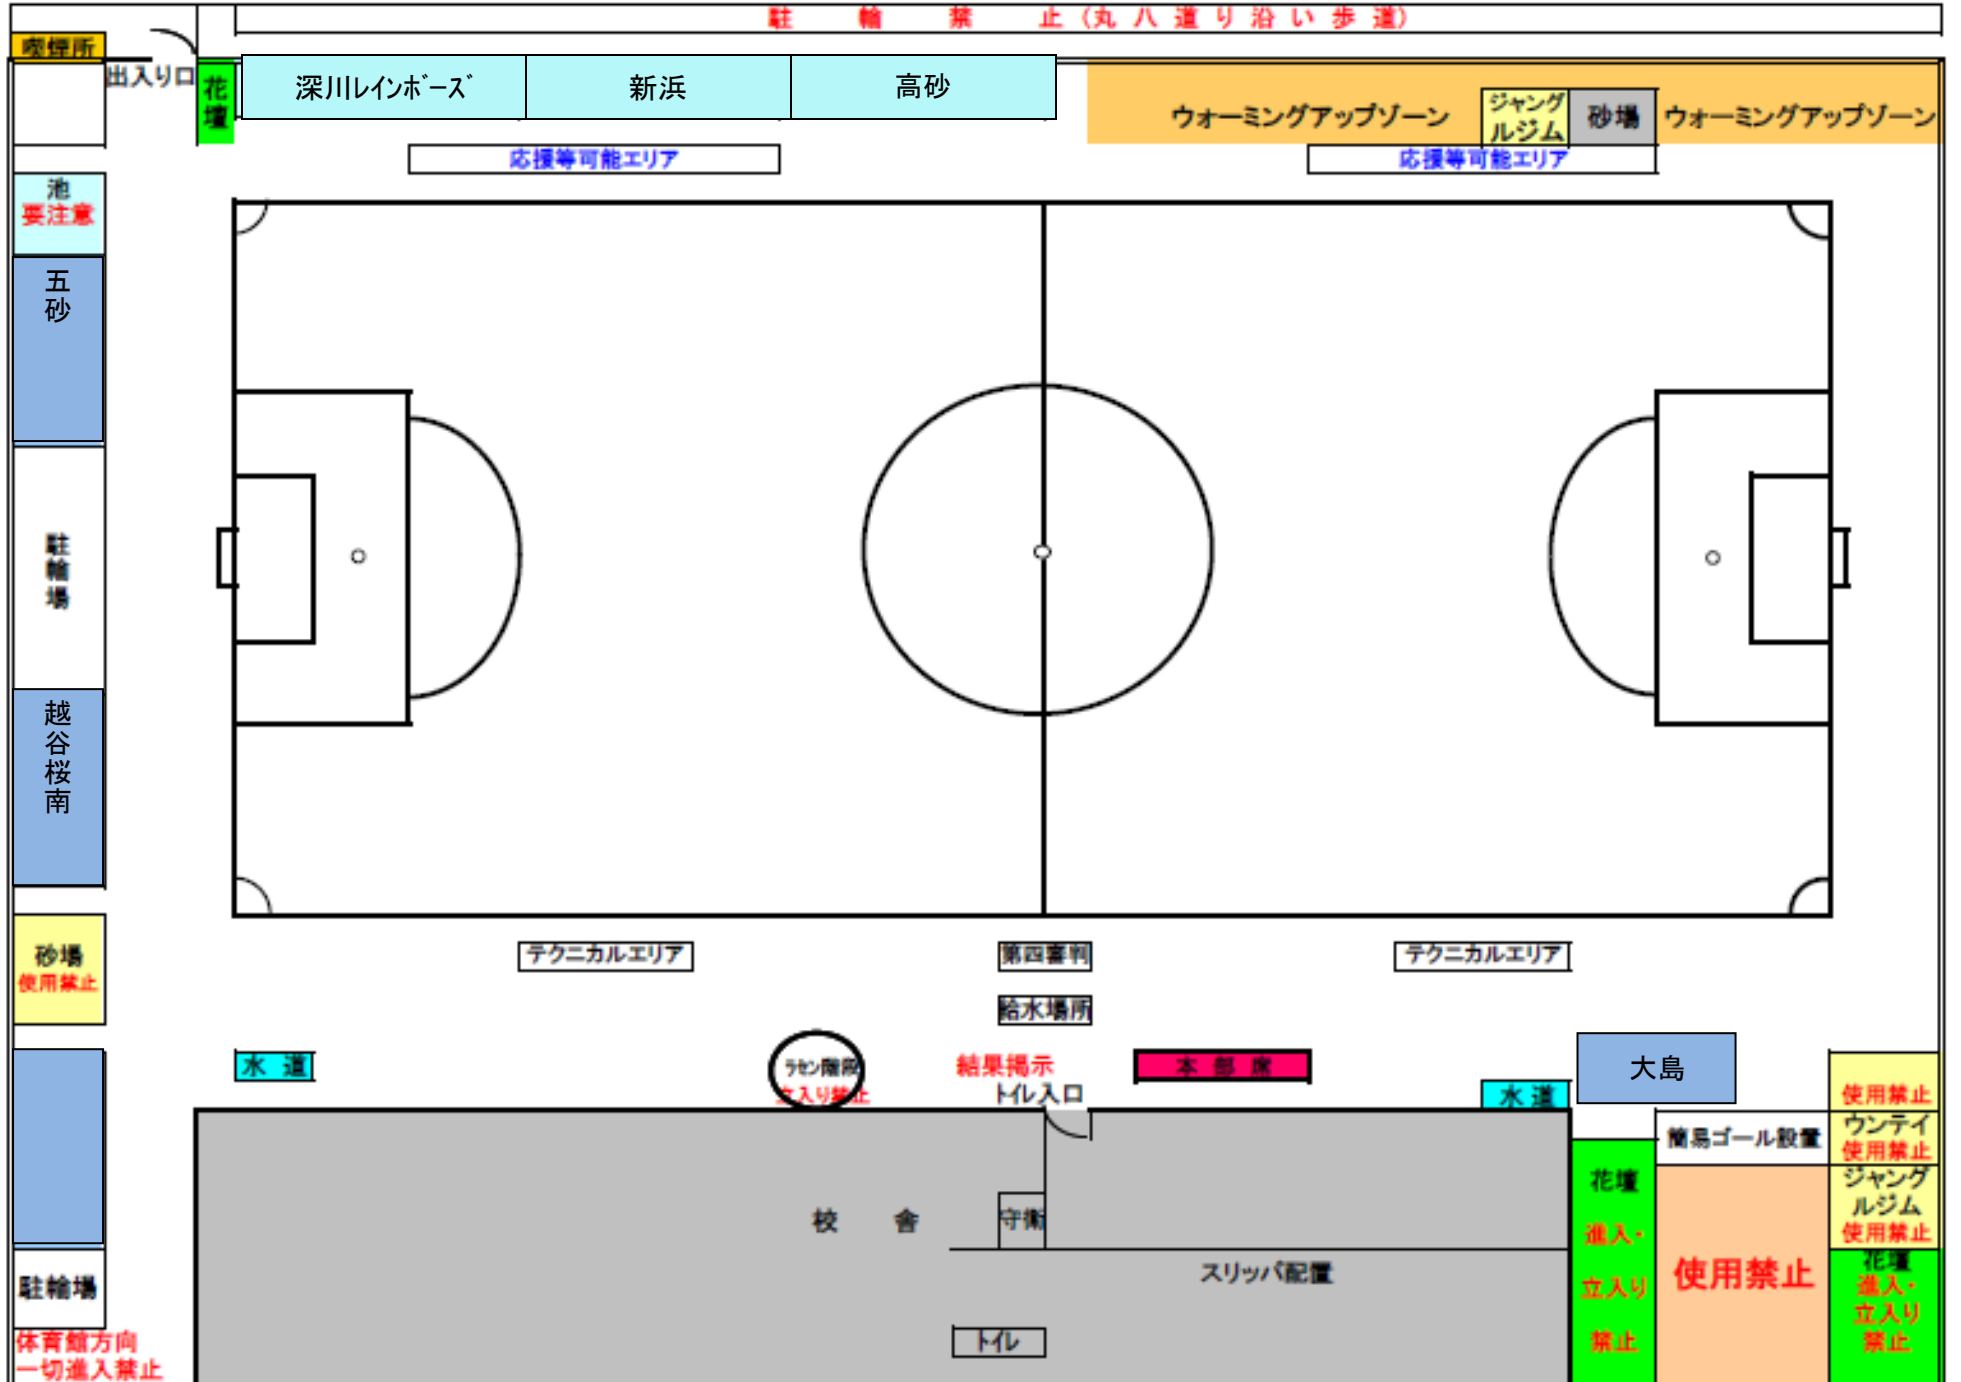 駐輪禁止(丸八道り沿い歩道)
喫煙所
出入り口
花壇
深川ﾚｲﾝﾎﾞｰｽﾞ
新浜
高砂
ウォーミングアップゾーン
ジャング
ルジム
砂場
ウォーミングアップゾーン
応援等可能エリア
応援等可能エリア
池
要注意
五砂
駐輪場
越谷桜南
砂場
使用禁止
テクニカルエリア
第四審判
テクニカルエリア
給水場所
水道
ﾗｾﾝ階段
立入り禁止
結果掲示
ﾄｲﾚ入口
本部席
水道
大島
使用禁止
簡易ゴール設置
ウンテイ
使用禁止
ジャング
ルジム
使用禁止
校舎
守衛
スリッパ配置
ﾄｲﾚ
花壇
進入・
立入り
禁止
使用禁止
花壇
進入・
立入り
禁止
駐輪場
体育館方向
一切進入禁止